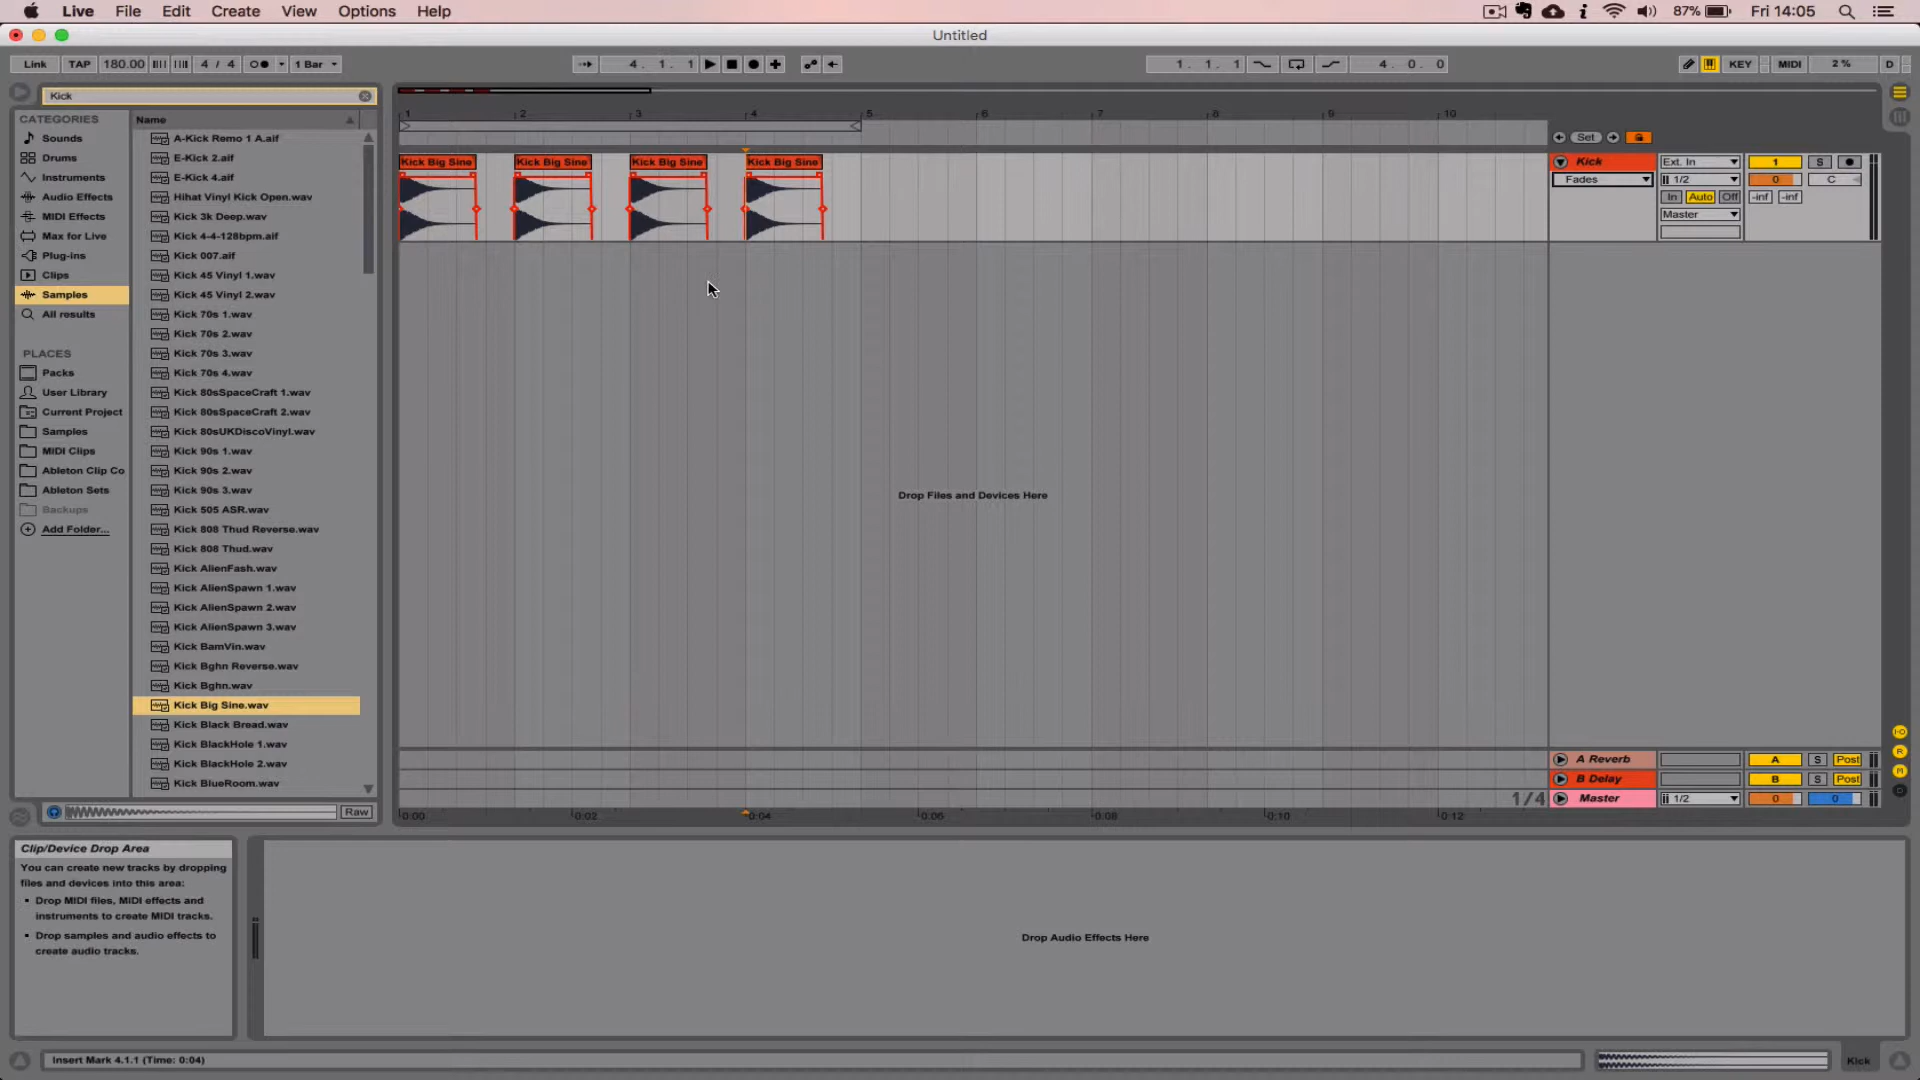 Live File Edit Create View Options Help 87% Fri 14:05
Untitled
Link TAP 180.00 4 / 4 1 Bar 4. 1. 1 1. 1. 1 4. 0. 0 KEY MIDI 2 % D
Kick
CATEGORIES
Sounds
Drums
Instruments
Audio Effects
MIDI Effects
Max for Live
Plug-ins
Clips
Samples
All results
PLACES
Packs
User Library
Current Project
Samples
MIDI Clips
Ableton Clip Co
Ableton Sets
Backups
Add Folder...
Name
A-Kick Remo 1 A.aif
E-Kick 2.aif
E-Kick 4.aif
Hihat Vinyl Kick Open.wav
Kick 3k Deep.wav
Kick 4-4-128bpm.aif
Kick 007.aif
Kick 45 Vinyl 1.wav
Kick 45 Vinyl 2.wav
Kick 70s 1.wav
Kick 70s 2.wav
Kick 70s 3.wav
Kick 70s 4.wav
Kick 80sSpaceCraft 1.wav
Kick 80sSpaceCraft 2.wav
Kick 80sUKDiscoVinyl.wav
Kick 90s 1.wav
Kick 90s 2.wav
Kick 90s 3.wav
Kick 505 ASR.wav
Kick 808 Thud Reverse.wav
Kick 808 Thud.wav
Kick AlienFash.wav
Kick AlienSpawn 1.wav
Kick AlienSpawn 2.wav
Kick AlienSpawn 3.wav
Kick BamVin.wav
Kick Bghn Reverse.wav
Kick Bghn.wav
Kick Big Sine.wav
Kick Black Bread.wav
Kick BlackHole 1.wav
Kick BlackHole 2.wav
Kick BlueRoom.wav
Raw
1 2 3 4 5 6 7 8 9 10
Set
Kick Big Sine Kick Big Sine Kick Big Sine Kick Big Sine
Kick Ext. In 1 S
Fades 1/2 0 C
In Auto Off -inf -inf
Master
Drop Files and Devices Here
A Reverb A S Post
B Delay B S Post
1/4 Master 1/2 0 0
0:00 0:02 0:04 0:06 0:08 0:10 0:12
Clip/Device Drop Area
You can create new tracks by dropping
files and devices into this area:
▪ Drop MIDI files, MIDI effects and
instruments to create MIDI tracks.
▪ Drop samples and audio effects to
create audio tracks.
Drop Audio Effects Here
Insert Mark 4.1.1 (Time: 0:04)
Kick